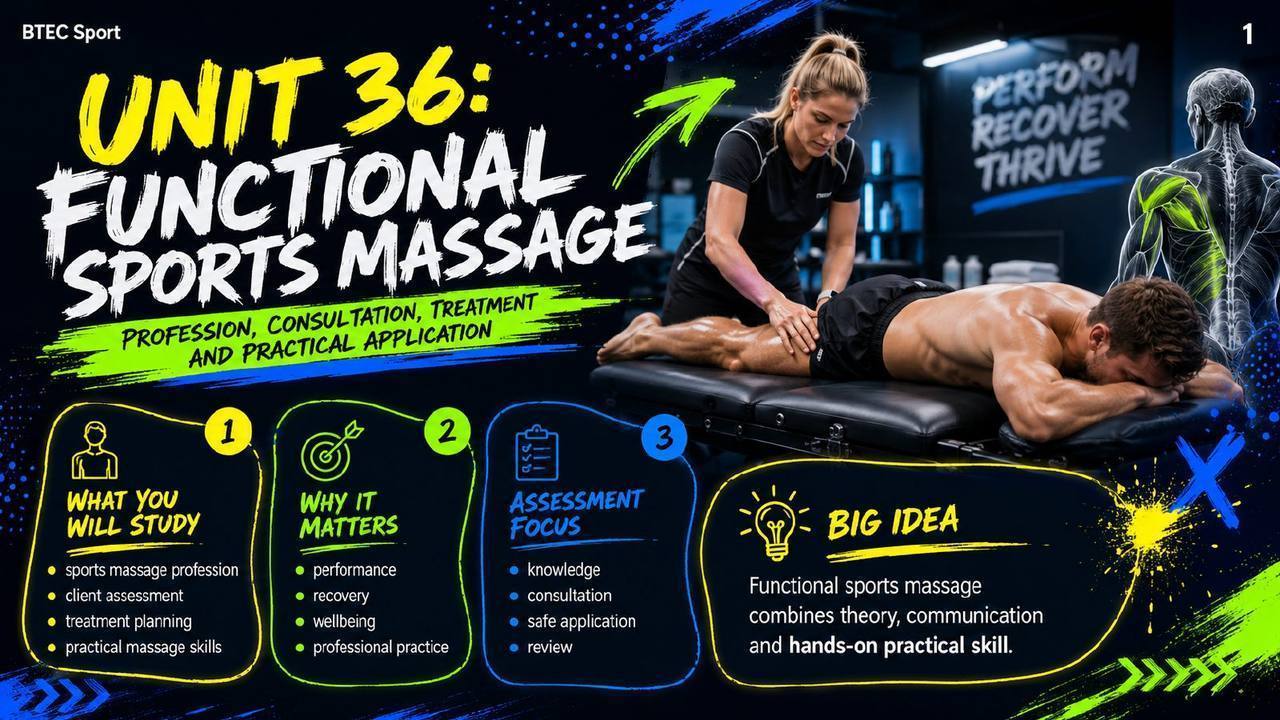 BTEC Sport
1
UNIT 36:
FUNCTIONAL
SPORTS MASSAGE
PROFESSION, CONSULTATION, TREATMENT
AND PRACTICAL APPLICATION
PERFORM
RECOVER
THRIVE
1
WHAT YOU
WILL STUDY
• sports massage profession
• client assessment
• treatment planning
• practical massage skills
2
WHY IT
MATTERS
• performance
• recovery
• wellbeing
• professional practice
3
ASSESSMENT
FOCUS
• knowledge
• consultation
• safe application
• review
BIG IDEA
Functional sports massage
combines theory, communication
and hands-on practical skill.